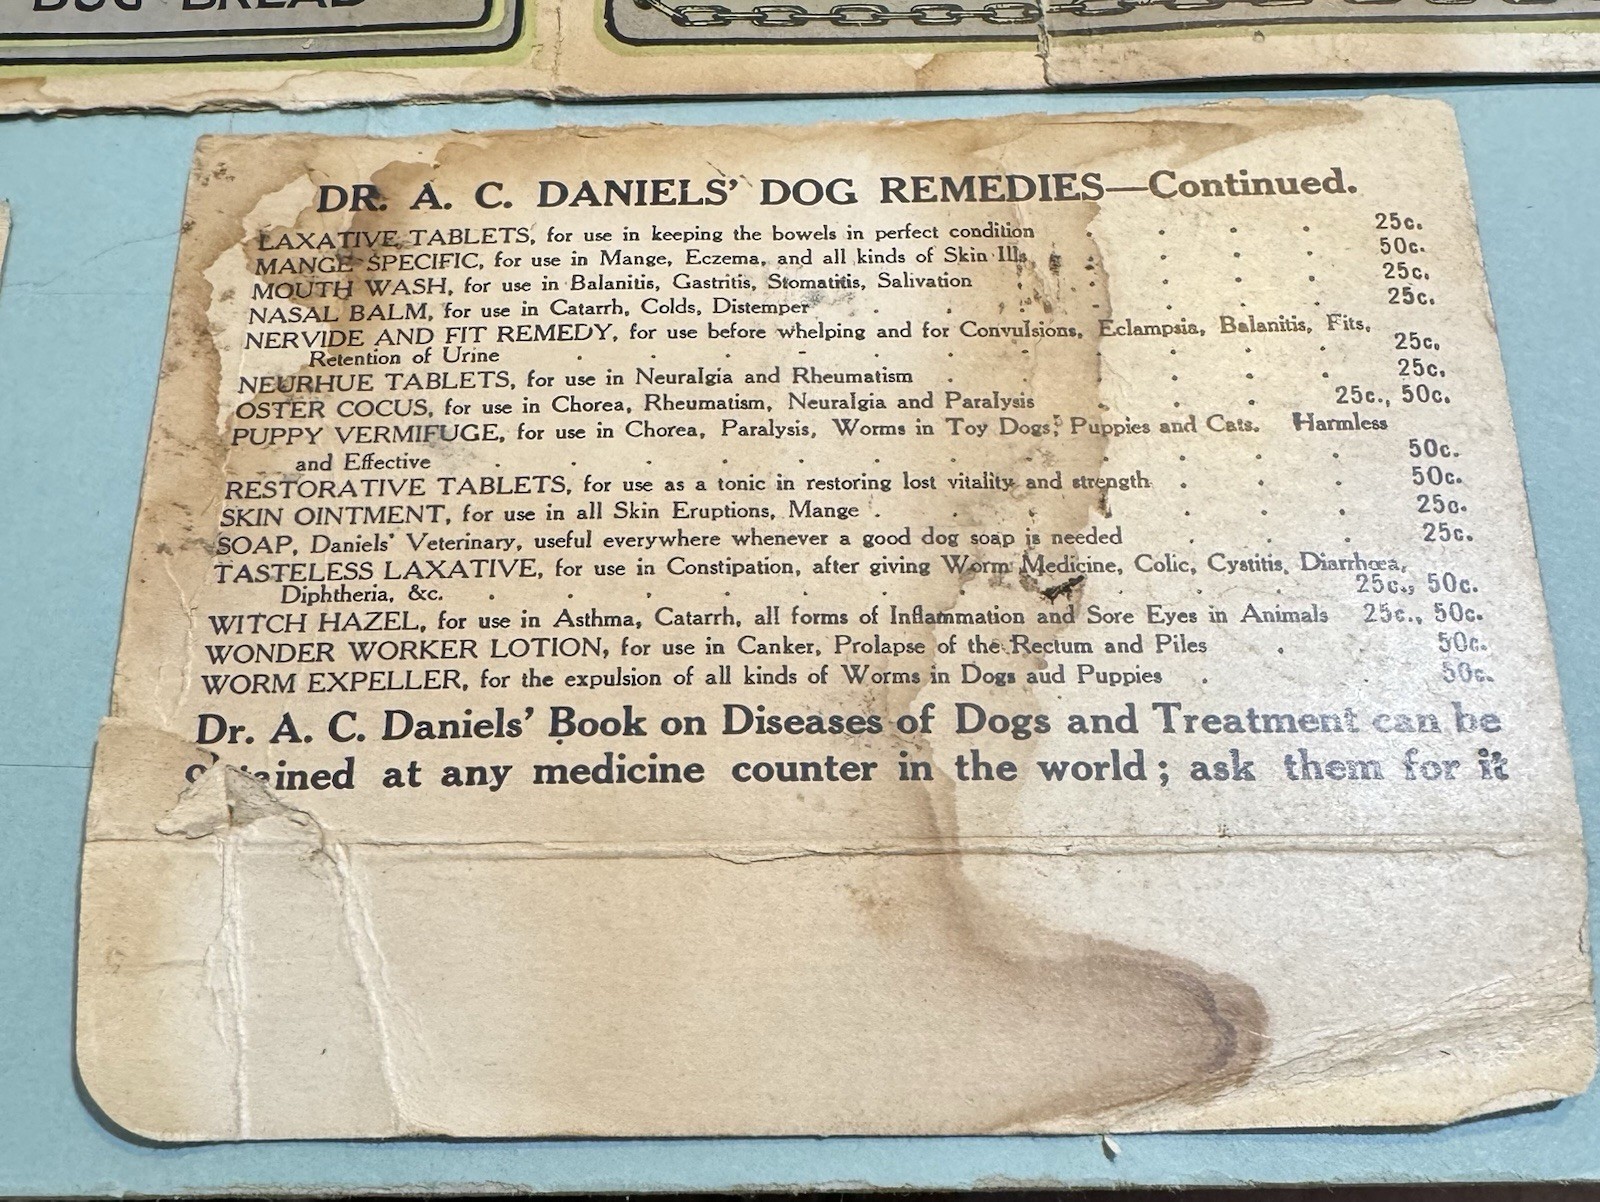 DOG BREAD
DR. A. C. DANIELS' DOG REMEDIES—Continued.
LAXATIVE TABLETS, for use in keeping the bowels in perfect condition . . . . 25c.
MANGE SPECIFIC, for use in Mange, Eczema, and all kinds of Skin Ills . . . . 50c.
MOUTH WASH, for use in Balanitis, Gastritis, Stomatitis, Salivation . . . . 25c.
NASAL BALM, for use in Catarrh, Colds, Distemper . . . . . . . 25c.
NERVIDE AND FIT REMEDY, for use before whelping and for Convulsions, Eclampsia, Balanitis, Fits,
Retention of Urine . . . . . . . . . . . 25c.
NEURHUE TABLETS, for use in Neuralgia and Rheumatism . . . . . . 25c.
OSTER COCUS, for use in Chorea, Rheumatism, Neuralgia and Paralysis . . . 25c., 50c.
PUPPY VERMIFUGE, for use in Chorea, Paralysis, Worms in Toy Dogs, Puppies and Cats. Harmless
and Effective . . . . . . . . . . . . 50c.
RESTORATIVE TABLETS, for use as a tonic in restoring lost vitality and strength . . . 50c.
SKIN OINTMENT, for use in all Skin Eruptions, Mange . . . . . . . 25c.
SOAP, Daniels' Veterinary, useful everywhere whenever a good dog soap is needed . . . 25c.
TASTELESS LAXATIVE, for use in Constipation, after giving Worm Medicine, Colic, Cystitis, Diarrhœa,
Diphtheria, &c. . . . . . . . . . . . 25c., 50c.
WITCH HAZEL, for use in Asthma, Catarrh, all forms of Inflammation and Sore Eyes in Animals 25c., 50c.
WONDER WORKER LOTION, for use in Canker, Prolapse of the Rectum and Piles . . 50c.
WORM EXPELLER, for the expulsion of all kinds of Worms in Dogs aud Puppies . . 50c.
Dr. A. C. Daniels' Book on Diseases of Dogs and Treatment can be
obtained at any medicine counter in the world; ask them for it